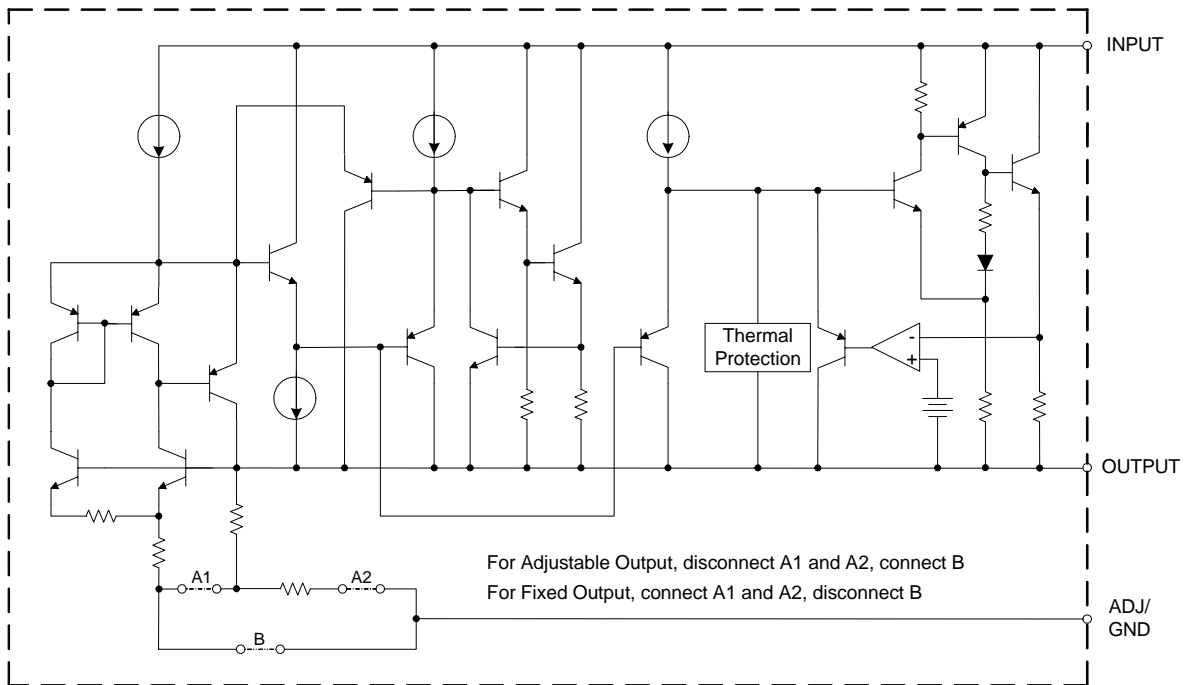 INPUT
Thermal
Protection
-
+
OUTPUT
For Adjustable Output, disconnect A1 and A2, connect B
For Fixed Output, connect A1 and A2, disconnect B
A1
A2
B
ADJ/
GND